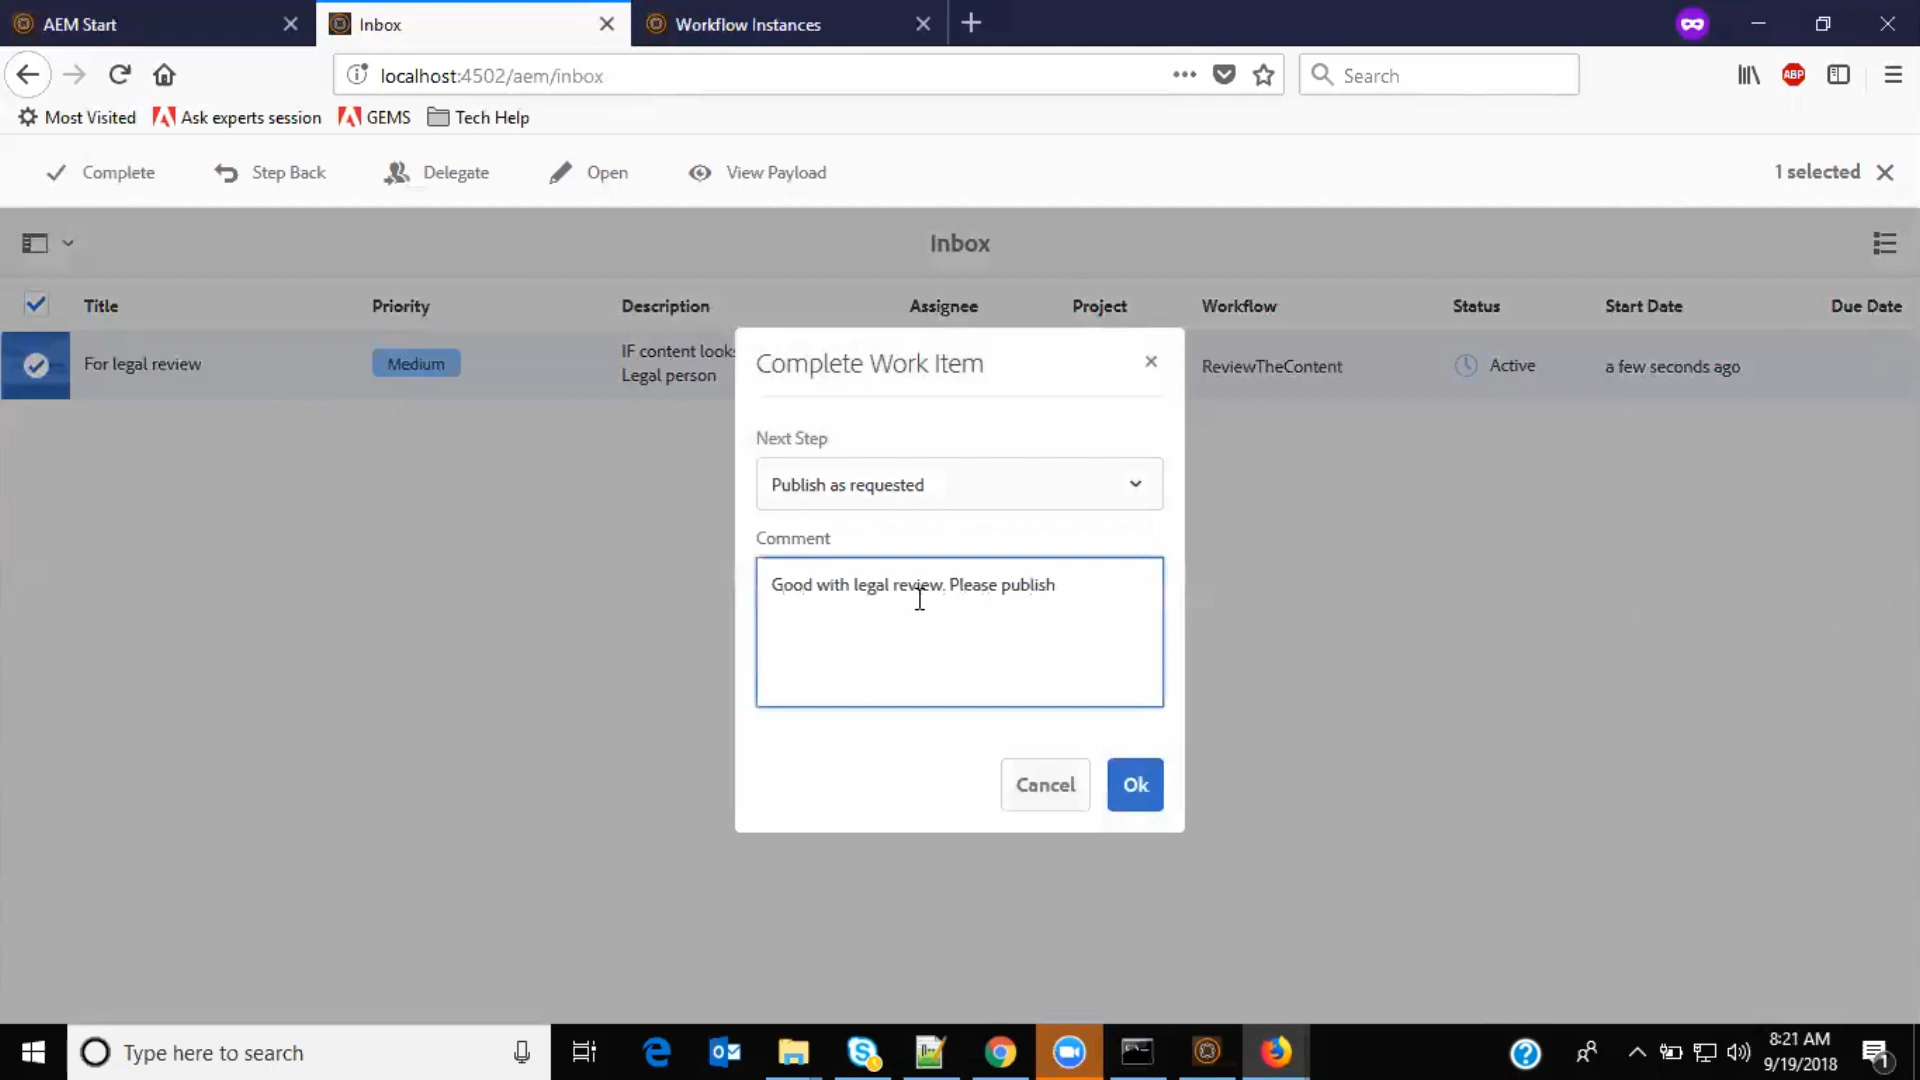 AEM Start
Inbox
Workflow Instances
localhost:4502/aem/inbox
Search
ABP
Most Visited
Ask experts session
GEMS
Tech Help
Complete
Step Back
Delegate
Open
View Payload
1 selected
Inbox
Title
Priority
Description
Assignee
Project
Workflow
Status
Start Date
Due Date
For legal review
Medium
IF content looks
Legal person
ReviewTheContent
Active
a few seconds ago
Complete Work Item
Next Step
Publish as requested
Comment
Good with legal review. Please publish
Cancel
Ok
Type here to search
8:21 AM
9/19/2018
1